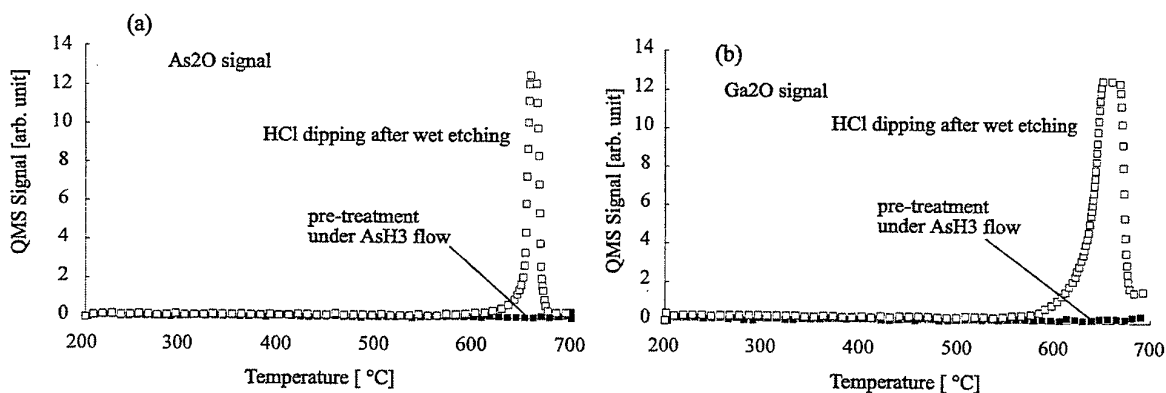 (a)
As2O signal
HCl dipping after wet etching
pre-treatment
under AsH3 flow
QMS Signal [arb. unit]
14
12
10
8
6
4
2
0
200 300 400 500 600 700
Temperature [ °C]
(b)
Ga2O signal
HCl dipping after wet etching
pre-treatment
under AsH3 flow
QMS Signal [arb. unit]
14
12
10
8
6
4
2
0
200 300 400 500 600 700
Temperature [ °C]